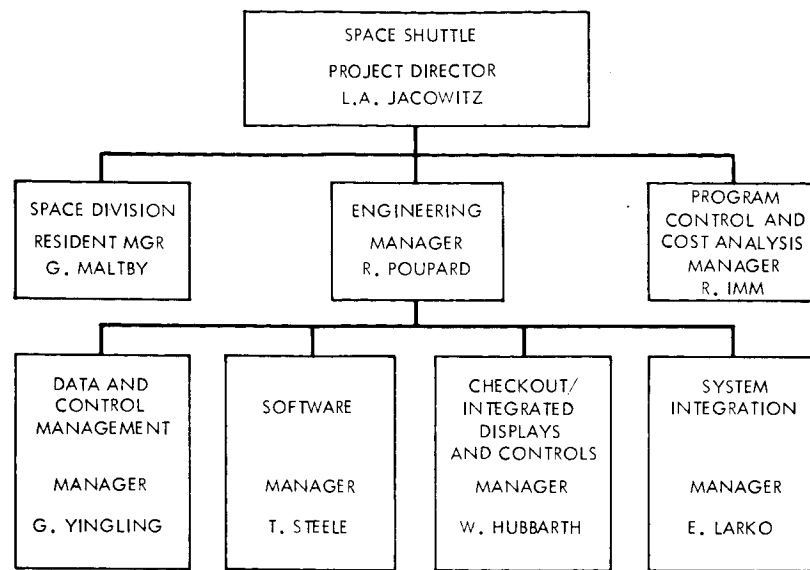 SPACE SHUTTLE
PROJECT DIRECTOR
L.A. JACOWITZ
SPACE DIVISION
RESIDENT MGR
G. MALTBY
ENGINEERING
MANAGER
R. POUPARD
PROGRAM
CONTROL AND
COST ANALYSIS
MANAGER
R. IMM
DATA AND
CONTROL
MANAGEMENT
MANAGER
G. YINGLING
SOFTWARE
MANAGER
T. STEELE
CHECKOUT/
INTEGRATED
DISPLAYS
AND CONTROLS
MANAGER
W. HUBBARTH
SYSTEM
INTEGRATION
MANAGER
E. LARKO